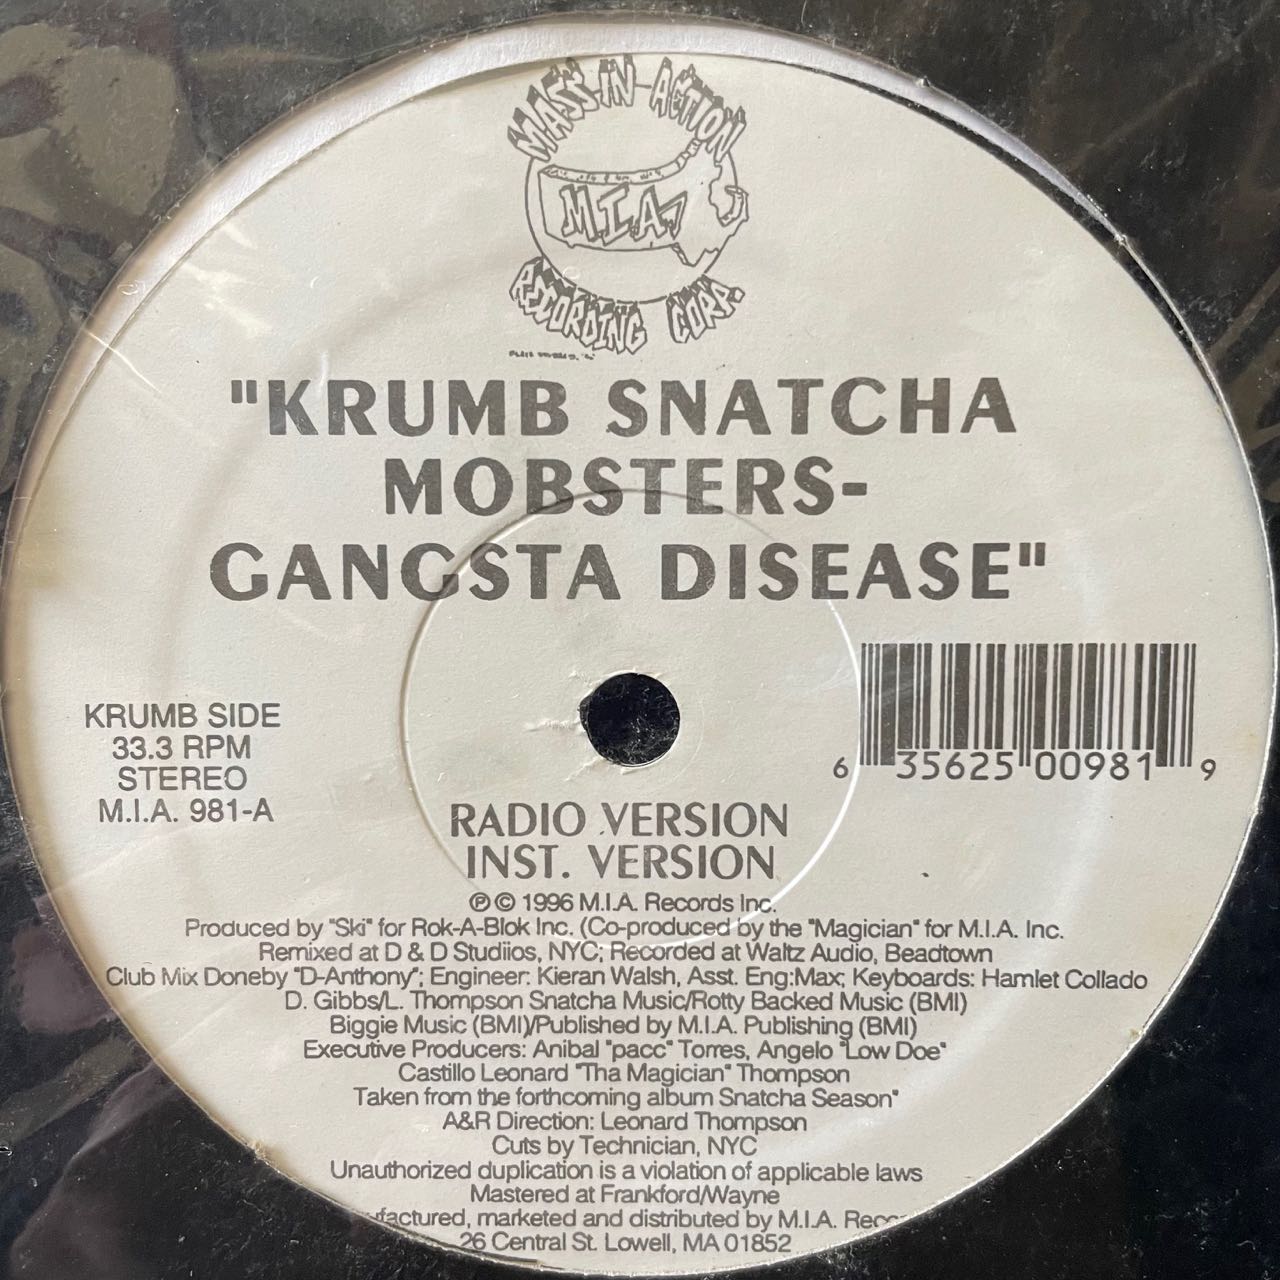 MASS IN ACTION
M.I.A.
RECORDING CORP.
"KRUMB SNATCHA
MOBSTERS-
GANGSTA DISEASE"
KRUMB SIDE
33.3 RPM
STEREO
M.I.A. 981-A
6 35625 00981 9
RADIO VERSION
INST. VERSION
℗ © 1996 M.I.A. Records Inc.
Produced by "Ski" for Rok-A-Blok Inc. (Co-produced by the "Magician" for M.I.A. Inc.
Remixed at D & D Studiios, NYC; Recorded at Waltz Audio, Beadtown
Club Mix Doneby "D-Anthony"; Engineer: Kieran Walsh, Asst. Eng:Max; Keyboards: Hamlet Collado
D. Gibbs/L. Thompson Snatcha Music/Rotty Backed Music (BMI)
Biggie Music (BMI)/Published by M.I.A. Publishing (BMI)
Executive Producers: Anibal "pacc" Torres, Angelo "Low Doe"
Castillo Leonard "Tha Magician" Thompson
Taken from the forthcoming album Snatcha Season"
A&R Direction: Leonard Thompson
Cuts by Technician, NYC
Unauthorized duplication is a violation of applicable laws
Mastered at Frankford/Wayne
ufactured, marketed and distributed by M.I.A. Rec
26 Central St. Lowell, MA 01852